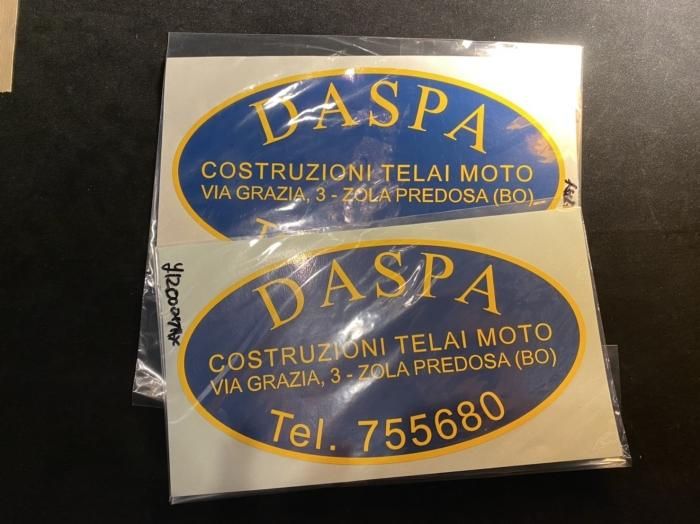 DASPA
COSTRUZIONI TELAI MOTO
VIA GRAZIA, 3 - ZOLA PREDOSA (BO)
DASPA
COSTRUZIONI TELAI MOTO
VIA GRAZIA, 3 - ZOLA PREDOSA (BO)
Tel. 755680